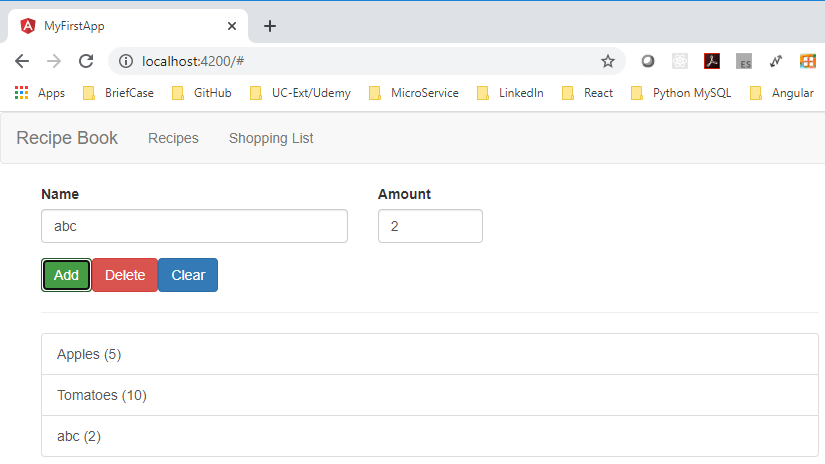 MyFirstApp
localhost:4200/#
ES
Apps BriefCase GitHub UC-Ext/Udemy MicroService LinkedIn React Python MySQL Angular
Recipe Book Recipes Shopping List
Name Amount
abc 2
Add Delete Clear
Apples (5)
Tomatoes (10)
abc (2)